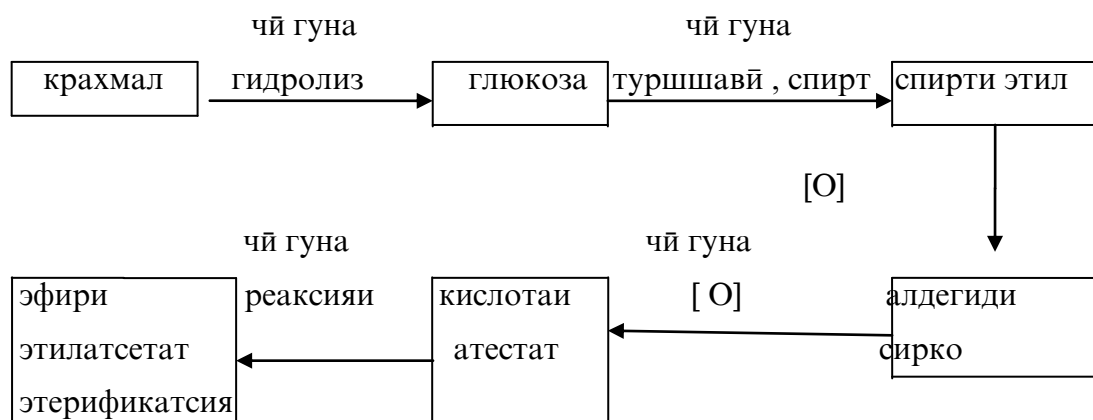 чӣ гуна чӣ гуна
крахмал гидролиз глюкоза туршшавӣ , спирт спирти этил
[О]
чӣ гуна чӣ гуна
эфири реаксияи кислотаи [ О] алдегиди
этилатсетат атестат сирко
этерификатсия